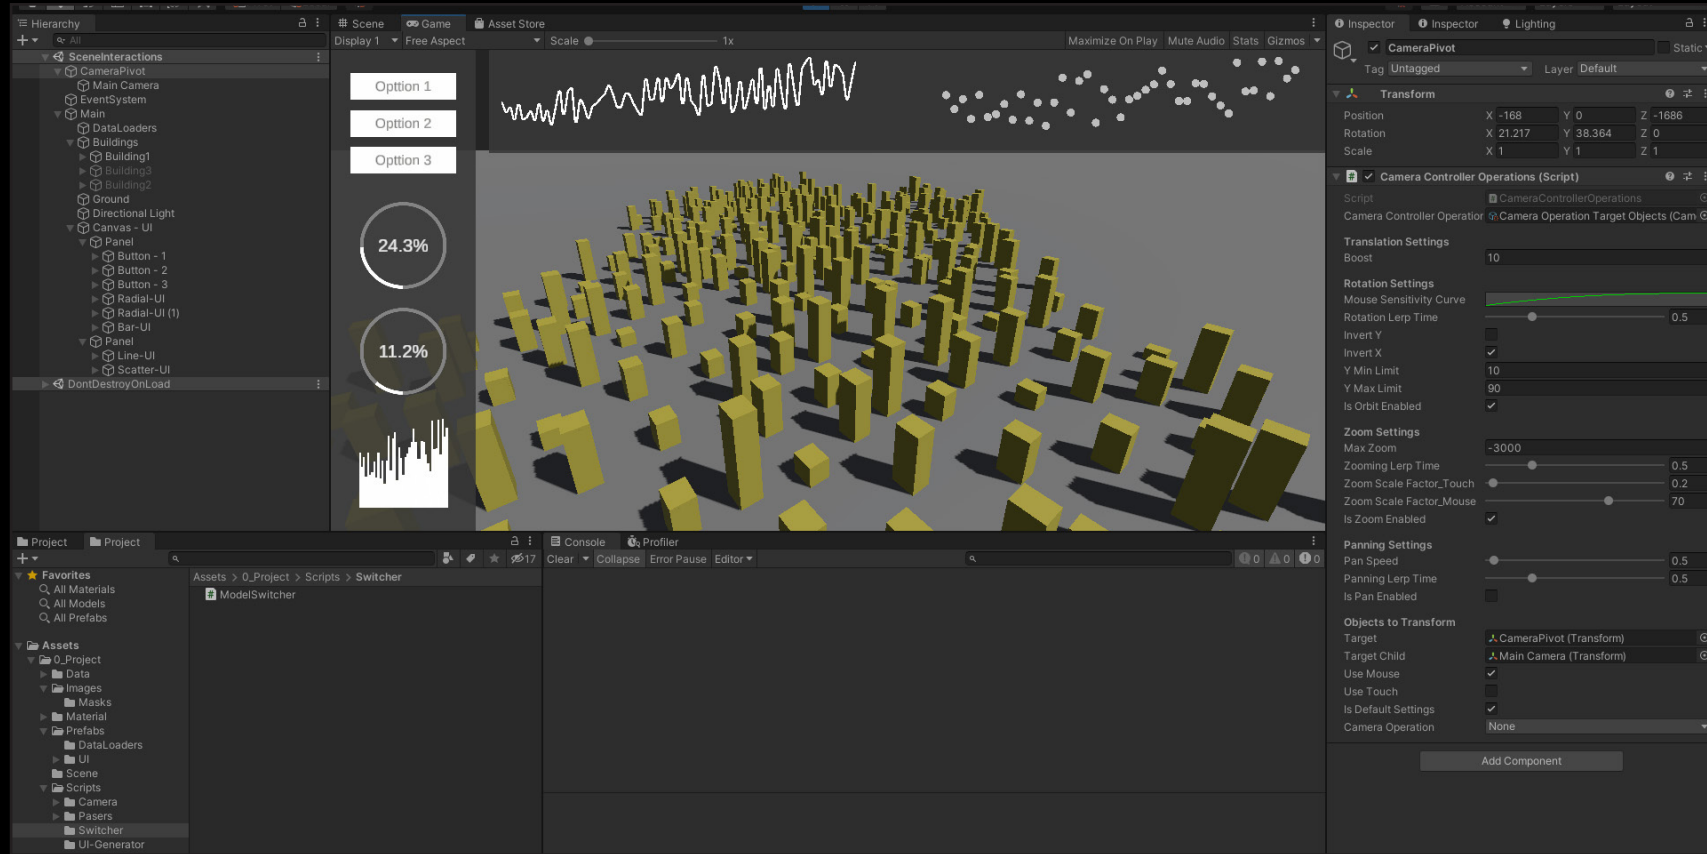 Hierarchy
All
SceneInteractions
CameraPivot
Main Camera
EventSystem
Main
DataLoaders
Buildings
Building1
Building3
Building2
Ground
Directional Light
Canvas - UI
Panel
Button - 1
Button - 2
Button - 3
Radial-UI
Radial-UI (1)
Bar-UI
Panel
Line-UI
Scatter-UI
DontDestroyOnLoad
Scene
Game
Asset Store
Display 1
Free Aspect
Scale
1x
Maximize On Play
Mute Audio
Stats
Gizmos
Opttion 1
Opttion 2
Opttion 3
24.3%
11.2%
Project
Project
17
Favorites
All Materials
All Models
All Prefabs
Assets
0_Project
Data
Images
Masks
Material
Prefabs
DataLoaders
UI
Scene
Scripts
Camera
Pasers
Switcher
UI-Generator
Assets > 0_Project > Scripts > Switcher
ModelSwitcher
Console
Profiler
Clear
Collapse
Error Pause
Editor
0
0
0
Inspector
Inspector
Lighting
CameraPivot
Static
Tag Untagged
Layer Default
Transform
Position X -168 Y 0 Z -1686
Rotation X 21.217 Y 38.364 Z 0
Scale X 1 Y 1 Z 1
Camera Controller Operations (Script)
Script CameraControllerOperations
Camera Controller Operation Camera Operation Target Objects (Cam
Translation Settings
Boost 10
Rotation Settings
Mouse Sensitivity Curve
Rotation Lerp Time 0.5
Invert Y
Invert X
Y Min Limit 10
Y Max Limit 90
Is Orbit Enabled
Zoom Settings
Max Zoom -3000
Zooming Lerp Time 0.5
Zoom Scale Factor_Touch 0.2
Zoom Scale Factor_Mouse 70
Is Zoom Enabled
Panning Settings
Pan Speed 0.5
Panning Lerp Time 0.5
Is Pan Enabled
Objects to Transform
Target CameraPivot (Transform)
Target Child Main Camera (Transform)
Use Mouse
Use Touch
Is Default Settings
Camera Operation None
Add Component